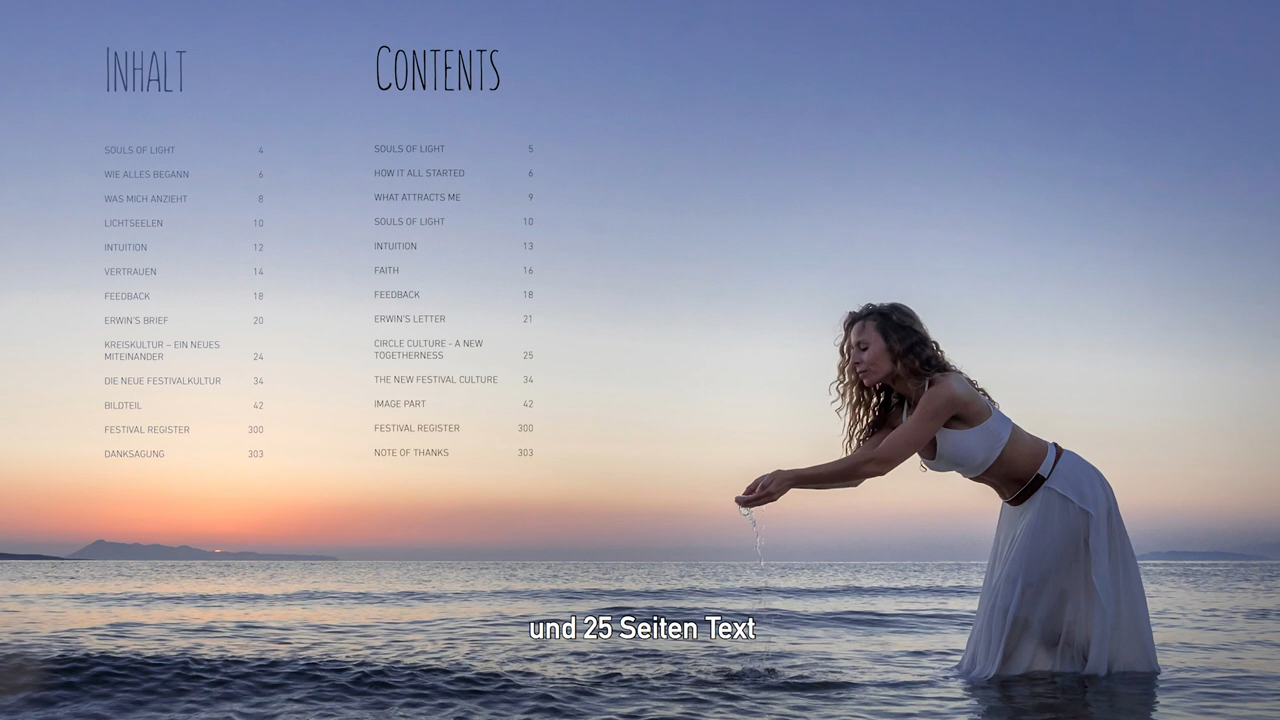 INHALT
SOULS OF LIGHT 4
WIE ALLES BEGANN 6
WAS MICH ANZIEHT 8
LICHTSEELEN 10
INTUITION 12
VERTRAUEN 14
FEEDBACK 18
ERWIN'S BRIEF 20
KREISKULTUR – EIN NEUES
MITEINANDER 24
DIE NEUE FESTIVALKULTUR 34
BILDTEIL 42
FESTIVAL REGISTER 300
DANKSAGUNG 303
CONTENTS
SOULS OF LIGHT 5
HOW IT ALL STARTED 6
WHAT ATTRACTS ME 9
SOULS OF LIGHT 10
INTUITION 13
FAITH 16
FEEDBACK 18
ERWIN'S LETTER 21
CIRCLE CULTURE - A NEW
TOGETHERNESS 25
THE NEW FESTIVAL CULTURE 34
IMAGE PART 42
FESTIVAL REGISTER 300
NOTE OF THANKS 303
und 25 Seiten Text